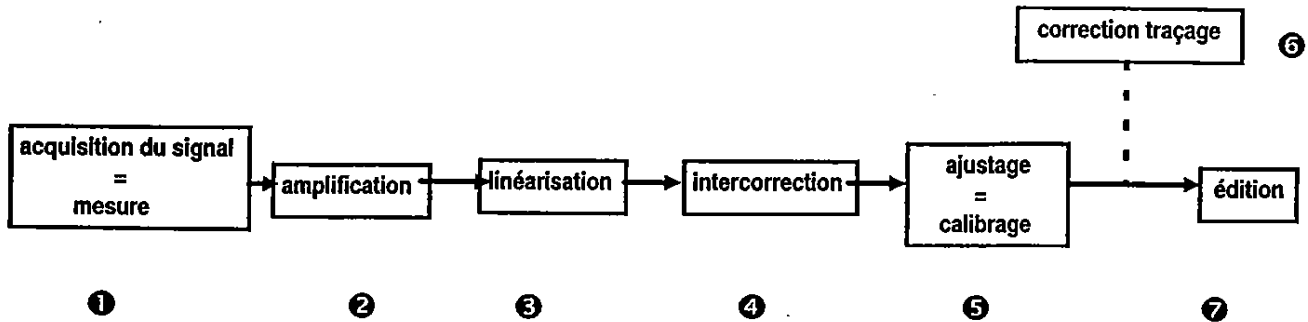 correction traçage
❻
acquisition du signal
=
mesure
amplification
linéarisation
intercorrection
ajustage
=
calibrage
édition
❶
❷
❸
❹
❺
❼